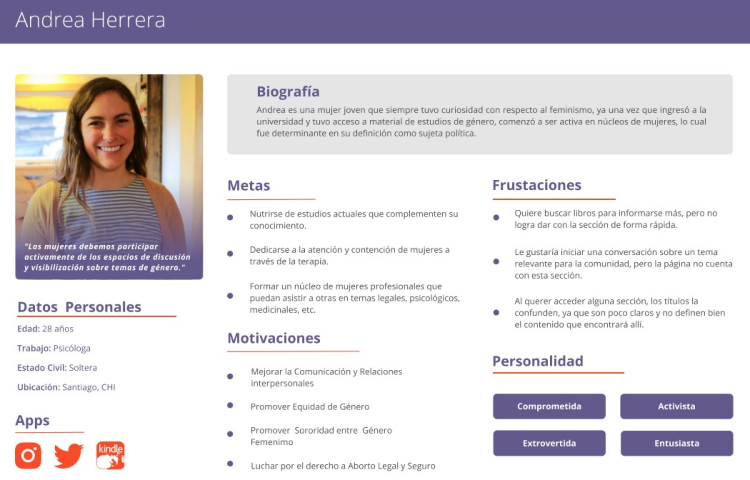 Andrea Herrera
"Las mujeres debemos participar
activamente de los espacios de discusión
y visibilización sobre temas de género."
Datos Personales
Edad: 28 años
Trabajo: Psicóloga
Estado Civil: Soltera
Ubicación: Santiago, CHI
Apps
kindle
Biografía
Andrea es una mujer joven que siempre tuvo curiosidad con respecto al feminismo, ya una vez que ingresó a la
universidad y tuvo acceso a material de estudios de género, comenzó a ser activa en núcleos de mujeres, lo cual
fue determinante en su definición como sujeta política.
Metas
Nutrirse de estudios actuales que complementen su
conocimiento.
Dedicarse a la atención y contención de mujeres a
través de la terapia.
Formar un núcleo de mujeres profesionales que
puedan asistir a otras en temas legales, psicológicos,
medicinales, etc.
Motivaciones
Mejorar la Comunicación y Relaciones
interpersonales
Promover Equidad de Género
Promover Sororidad entre Género
Femenimo
Luchar por el derecho a Aborto Legal y Seguro
Frustaciones
Quiere buscar libros para informarse más, pero no
logra dar con la sección de forma rápida.
Le gustaría iniciar una conversación sobre un tema
relevante para la comunidad, pero la página no cuenta
con esta sección.
Al querer acceder alguna sección, los títulos la
confunden, ya que son poco claros y no definen bien
el contenido que encontrará allí.
Personalidad
Comprometida
Activista
Extrovertida
Entusiasta